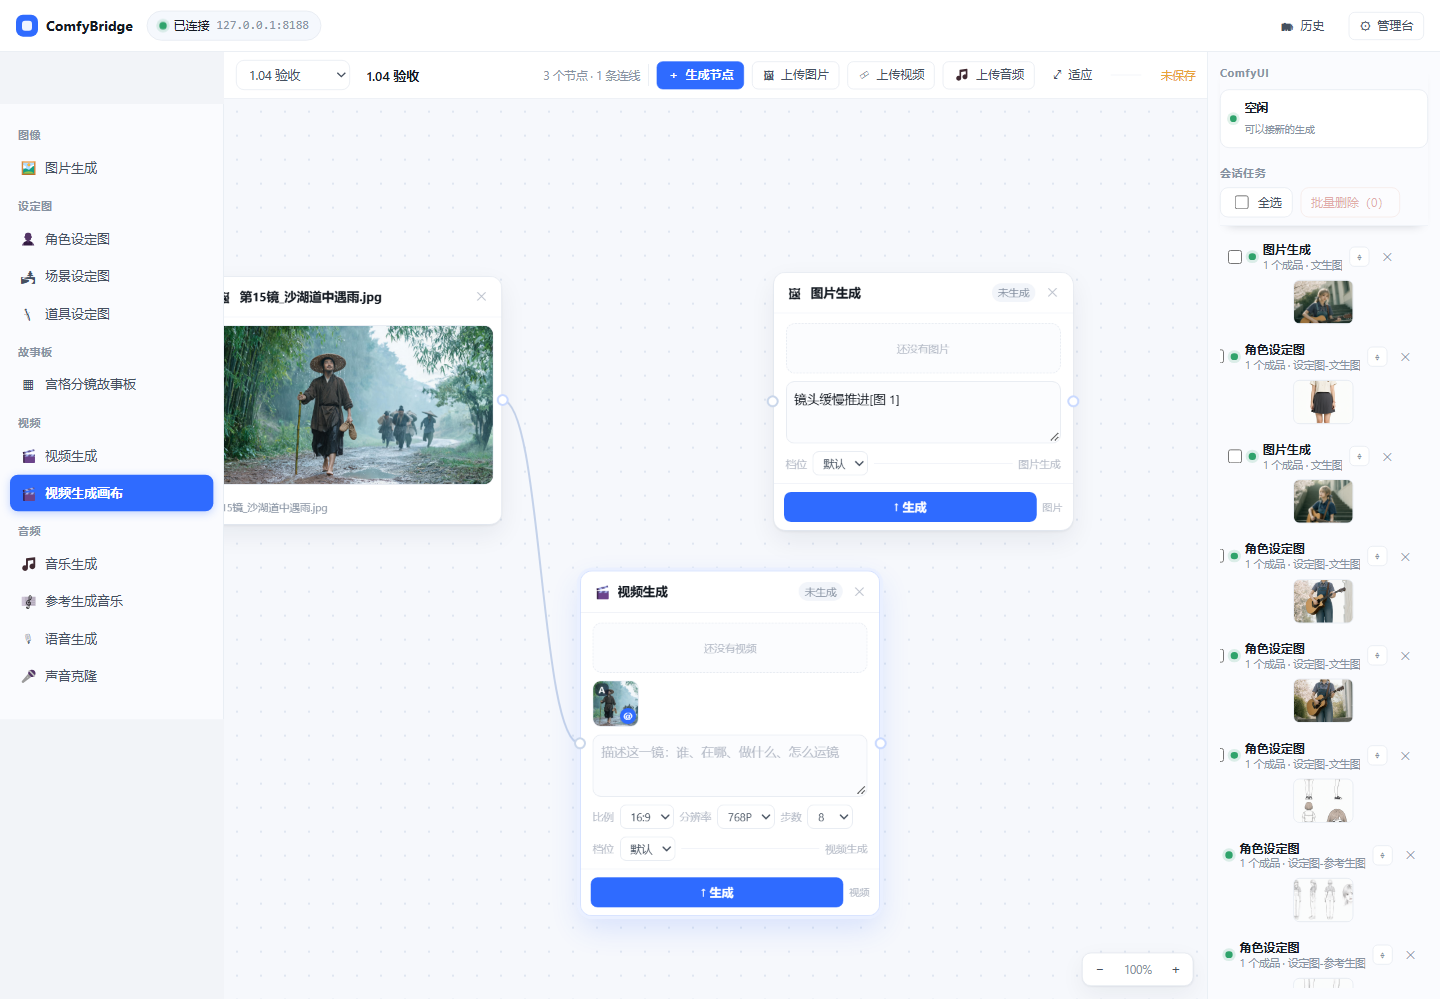 ComfyBridge
已连接 127.0.0.1:8188
历史
管理台
1.04 验收
1.04 验收
3 个节点 · 1 条连线
+ 生成节点
上传图片
上传视频
上传音频
适应
未保存
图像
图片生成
设定图
角色设定图
场景设定图
道具设定图
故事板
宫格分镜故事板
视频
视频生成
视频生成画布
音频
音乐生成
参考生成音乐
语音生成
声音克隆
第15镜_沙湖道中遇雨.jpg
15镜_沙湖道中遇雨.jpg
图片生成
未生成
还没有图片
镜头缓慢推进[图 1]
档位
默认
图片生成
↑ 生成
图片
视频生成
未生成
还没有视频
A
描述这一镜：谁、在哪、做什么、怎么运镜
比例
16:9
分辨率
768P
步数
8
档位
默认
视频生成
↑ 生成
视频
− 100% +
ComfyUI
空闲
可以接新的生成
会话任务
全选
批量删除（0）
图片生成
1 个成品 · 文生图
角色设定图
1 个成品 · 设定图-文生图
图片生成
1 个成品 · 文生图
角色设定图
1 个成品 · 设定图-文生图
角色设定图
1 个成品 · 设定图-文生图
角色设定图
1 个成品 · 设定图-文生图
角色设定图
1 个成品 · 设定图-参考生图
角色设定图
1 个成品 · 设定图-参考生图